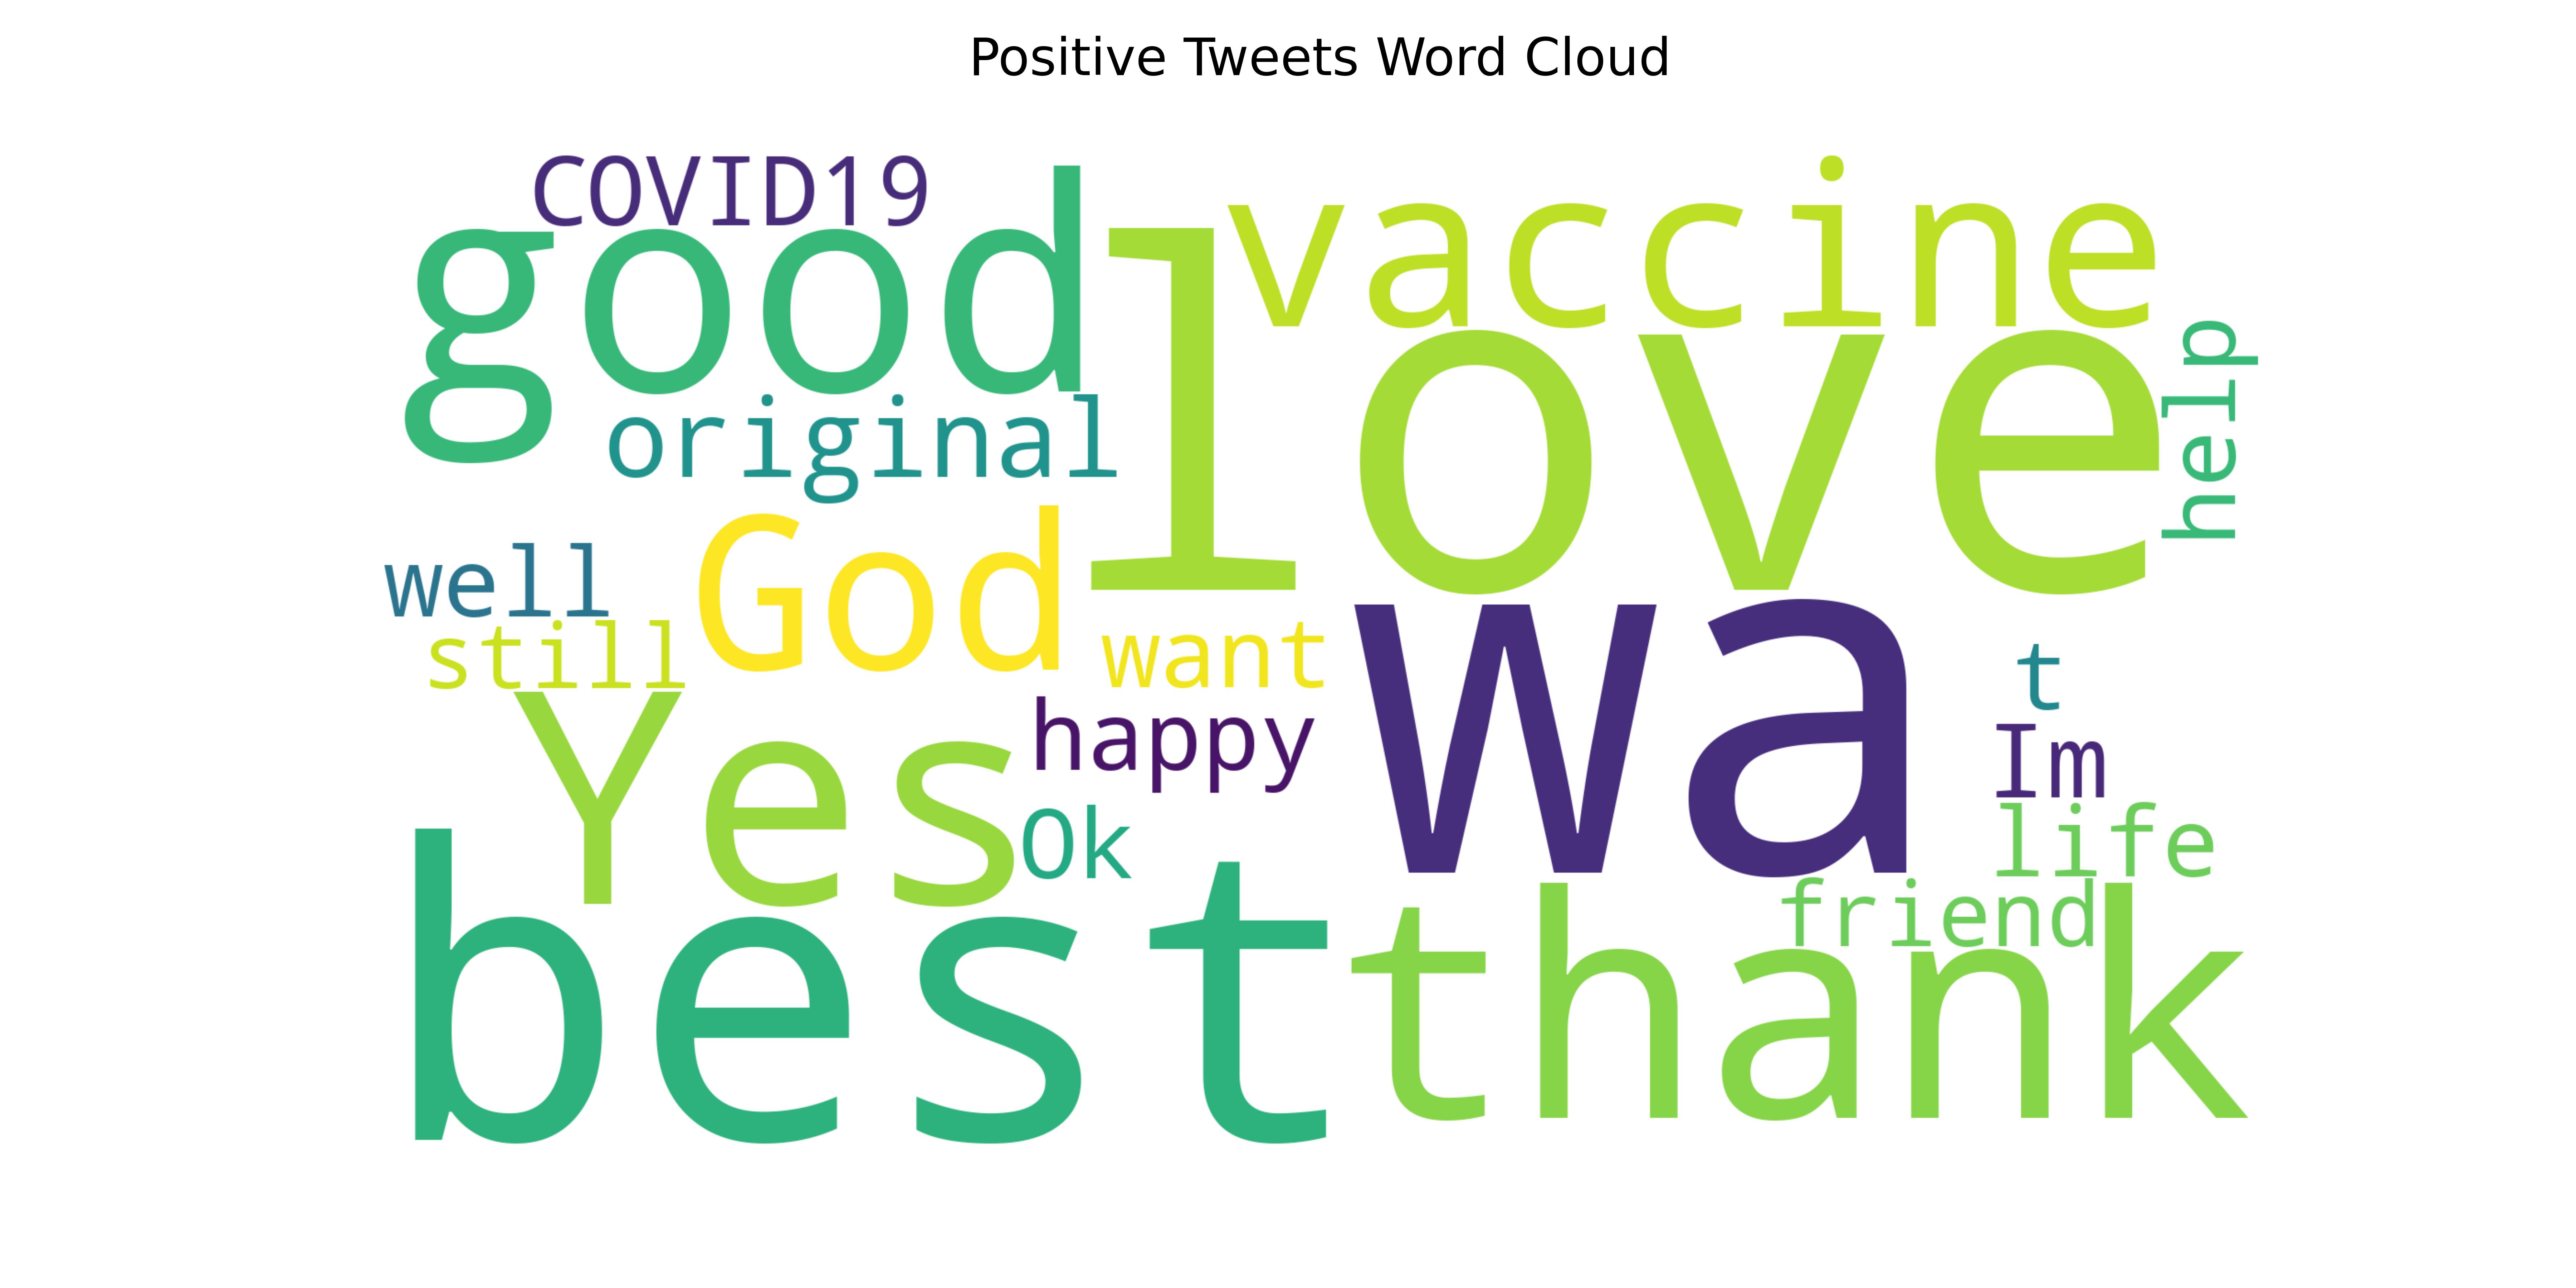 Positive Tweets Word Cloud
COVID19
good
vaccine
love
help
original
God
well
still
want
wa
t
Yes
happy
Im
Ok
life
friend
best
thank